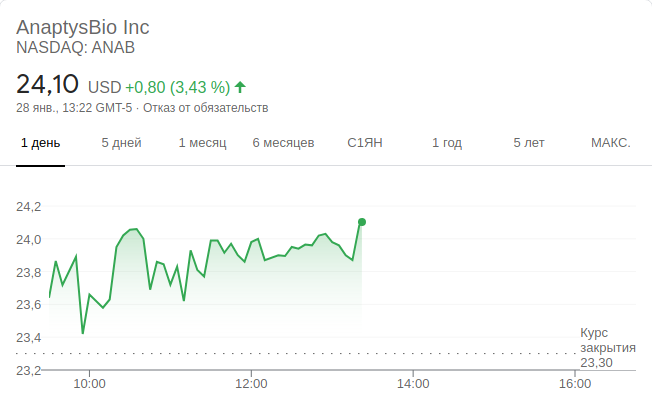 AnaptysBio Inc
NASDAQ: ANAB
24,10 USD +0,80 (3,43 %)
28 янв., 13:22 GMT-5 · Отказ от обязательств
1 день 5 дней 1 месяц 6 месяцев С1ЯН 1 год 5 лет МАКС.
24,2
24,0
23,8
23,6
23,4
23,2
Курс
закрытия
23,30
10:00 12:00 14:00 16:00